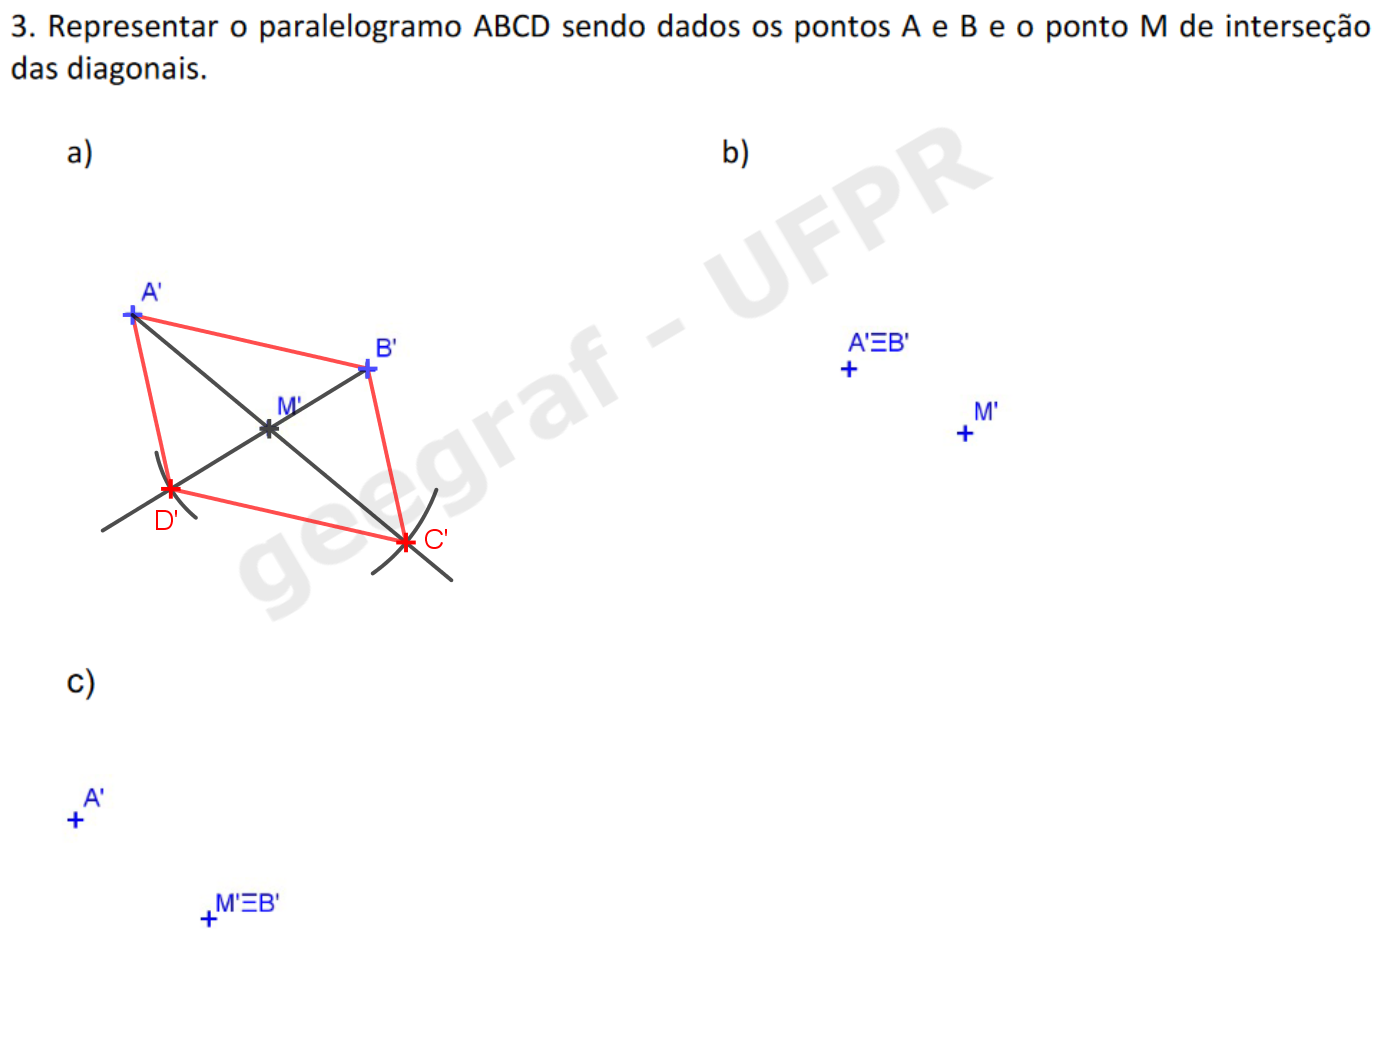 3. Representar o paralelogramo ABCD sendo dados os pontos A e B e o ponto M de interseção
das diagonais.
a)
b)
geegraf - UFPR
A'
B'
M'
D'
C'
A'≡B'
M'
c)
A'
M'≡B'